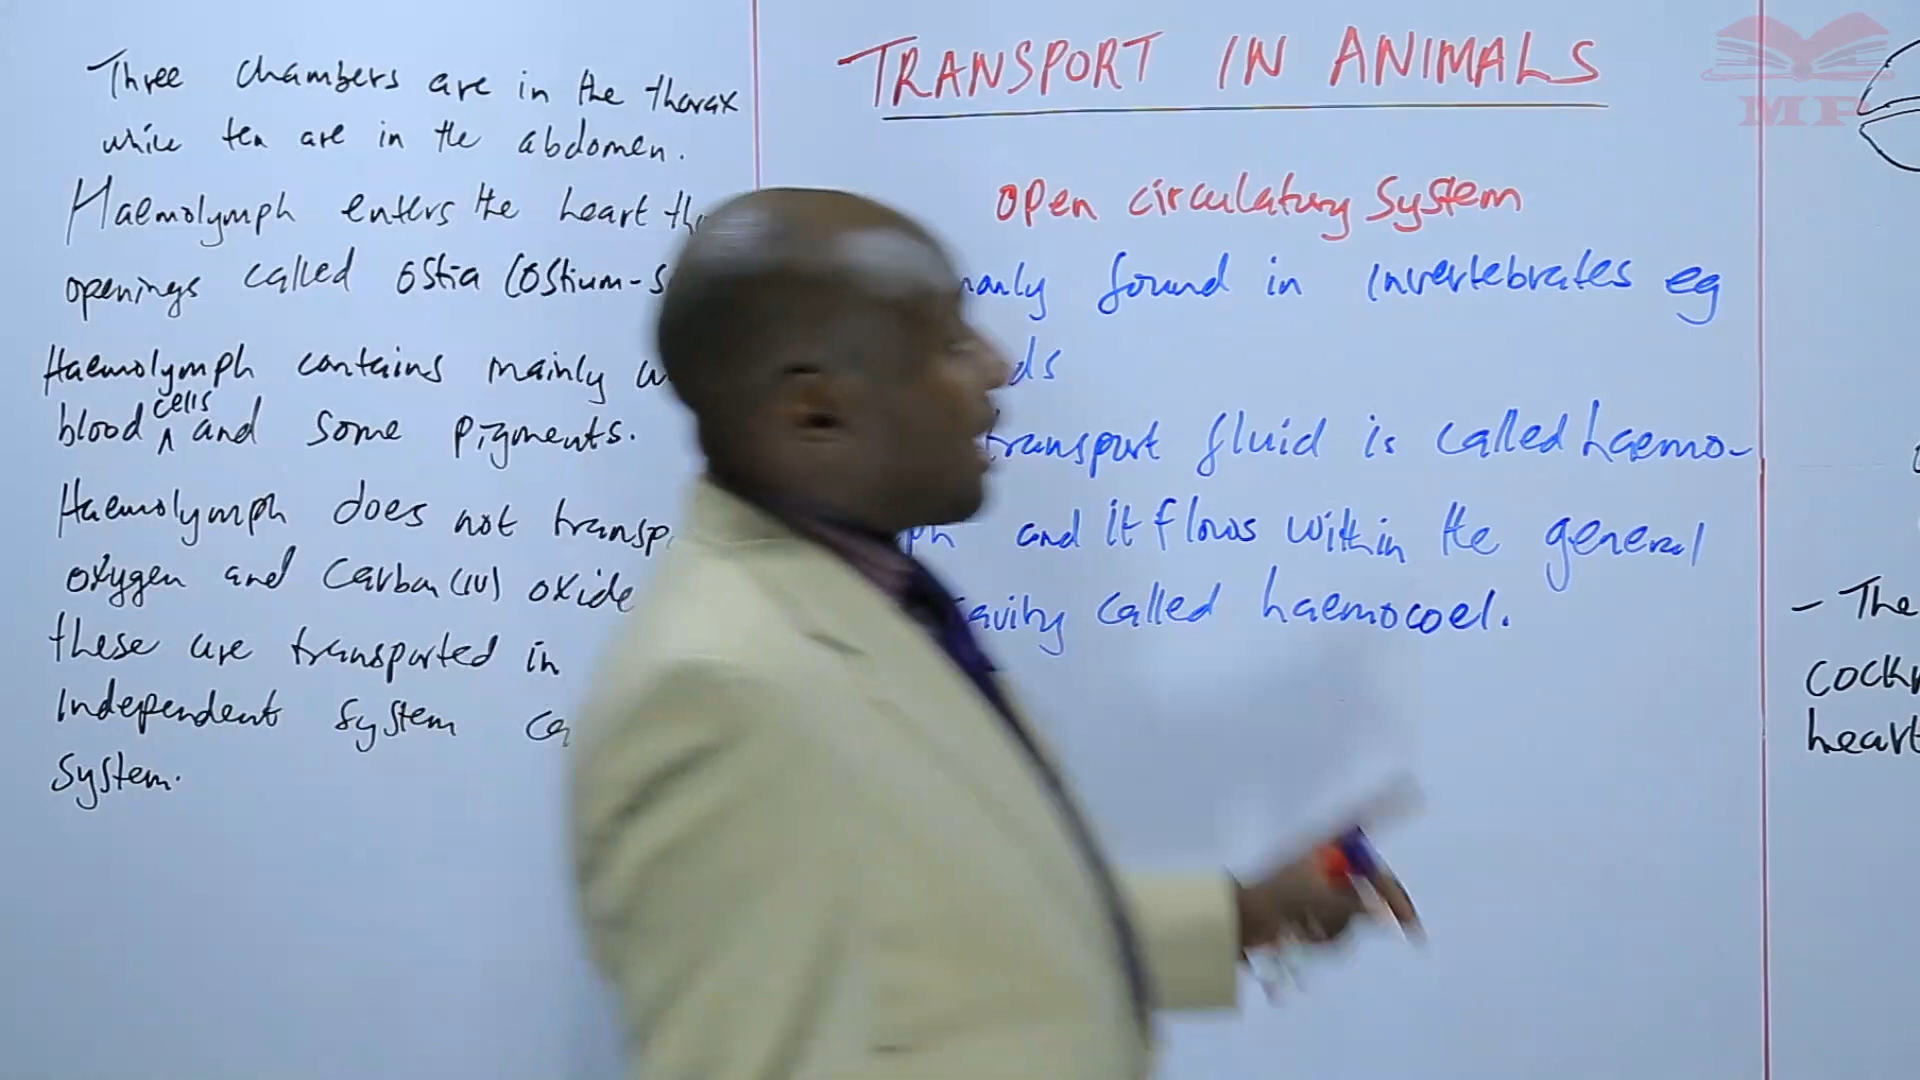 Three chambers are in the thorax
while ten are in the abdomen.
Haemolymph enters the heart
openings called ostia (ostium-
Haemolymph contains mainly
cells
blood ^ and some pigments.
Haemolymph does not
oxygen and Carbon (IV) oxide
these are transported in
Independent system
system.
TRANSPORT IN ANIMALS
Open circulatory system
found in invertebrates eg
transport fluid is called haemo-
and it flows within the general
called haemocoel.
- The
heart
MP